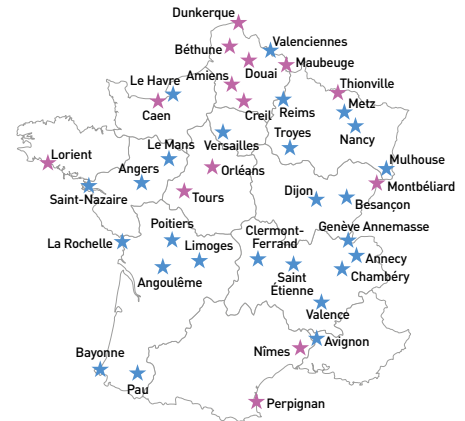 Dunkerque
Béthune
Valenciennes
Douai
Maubeuge
Le Havre
Amiens
Thionville
Caen
Creil
Reims
Metz
Versailles
Troyes
Nancy
Le Mans
Lorient
Angers
Orléans
Mulhouse
Saint-Nazaire
Tours
Dijon
Montbéliard
Besançon
Poitiers
Clermont-
Ferrand
Genève Annemasse
La Rochelle
Limoges
Annecy
Angoulême
Saint
Étienne
Chambéry
Valence
Bayonne
Nîmes
Avignon
Pau
Perpignan